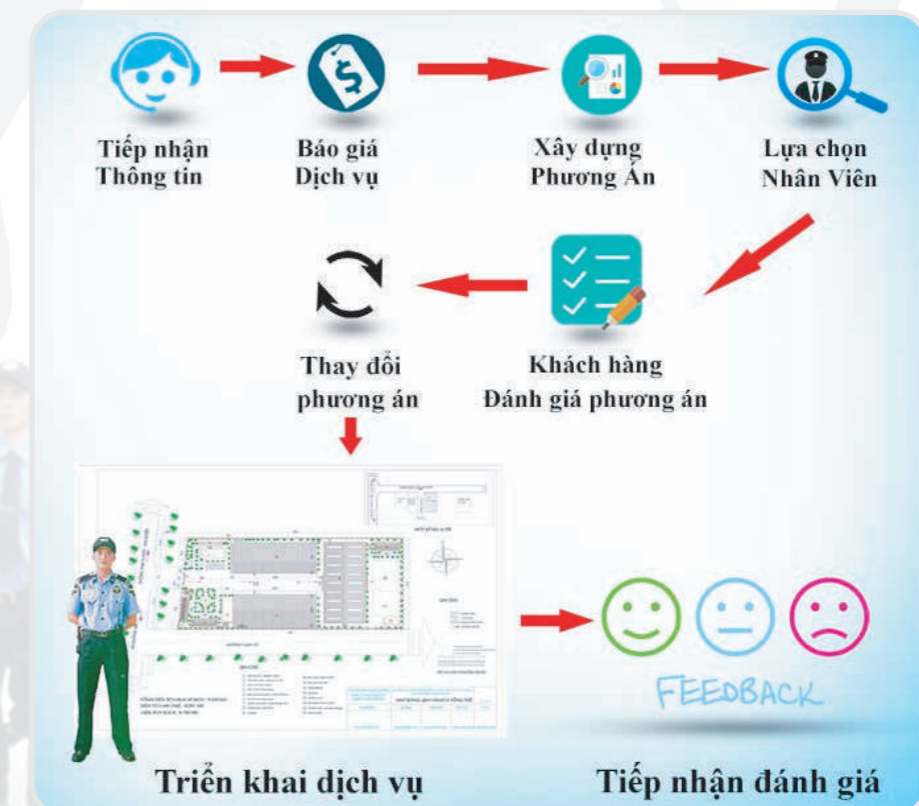 Tiếp nhận
Thông tin
Báo giá
Dịch vụ
Xây dựng
Phương Án
Lựa chọn
Nhân Viên
Thay đổi
phương án
Khách hàng
Đánh giá phương án
FEEDBACK
Triển khai dịch vụ
Tiếp nhận đánh giá